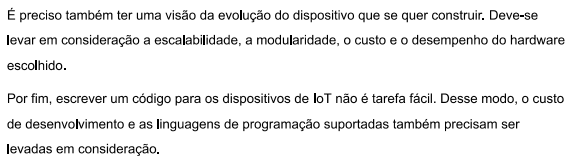 É preciso também ter uma visão da evolução do dispositivo que se quer construir. Deve-se
levar em consideração a escalabilidade, a modularidade, o custo e o desempenho do hardware
escolhido.
Por fim, escrever um código para os dispositivos de IoT não é tarefa fácil. Desse modo, o custo
de desenvolvimento e as linguagens de programação suportadas também precisam ser
levadas em consideração.